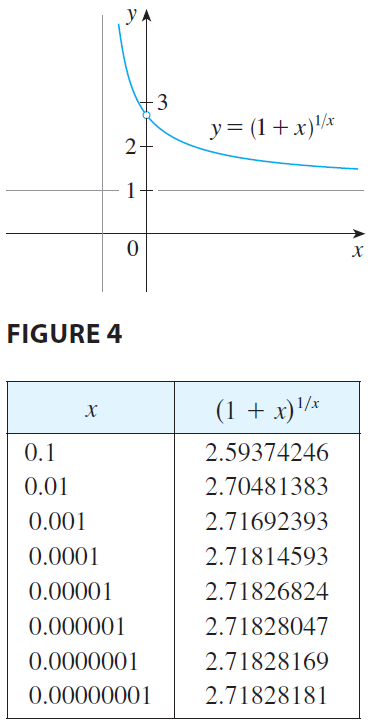 y
3
y = (1 + x)^{1/x}
2
1
0
x
FIGURE 4
x (1 + x)^{1/x}
0.1 2.59374246
0.01 2.70481383
0.001 2.71692393
0.0001 2.71814593
0.00001 2.71826824
0.000001 2.71828047
0.0000001 2.71828169
0.00000001 2.71828181